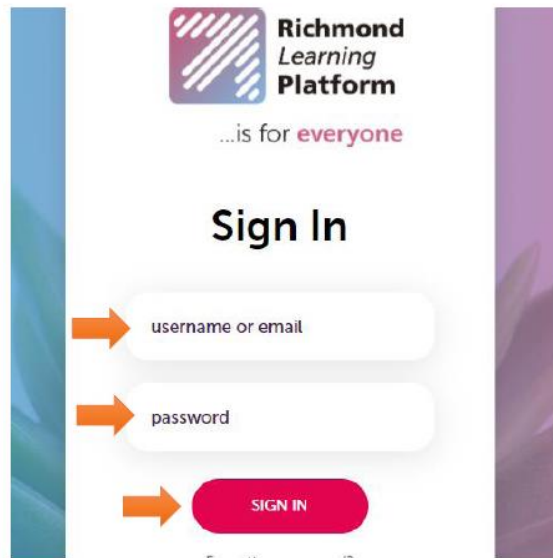 Richmond
Learning
Platform
...is for everyone
Sign In
username or email
password
SIGN IN